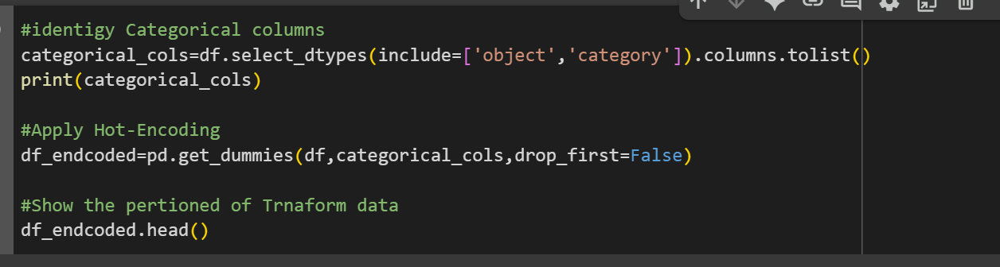 #identigy Categorical columns
categorical_cols=df.select_dtypes(include=['object','category']).columns.tolist()
print(categorical_cols)
#Apply Hot-Encoding
df_endcoded=pd.get_dummies(df,categorical_cols,drop_first=False)
#Show the pertioned of Trnaform data
df_endcoded.head()